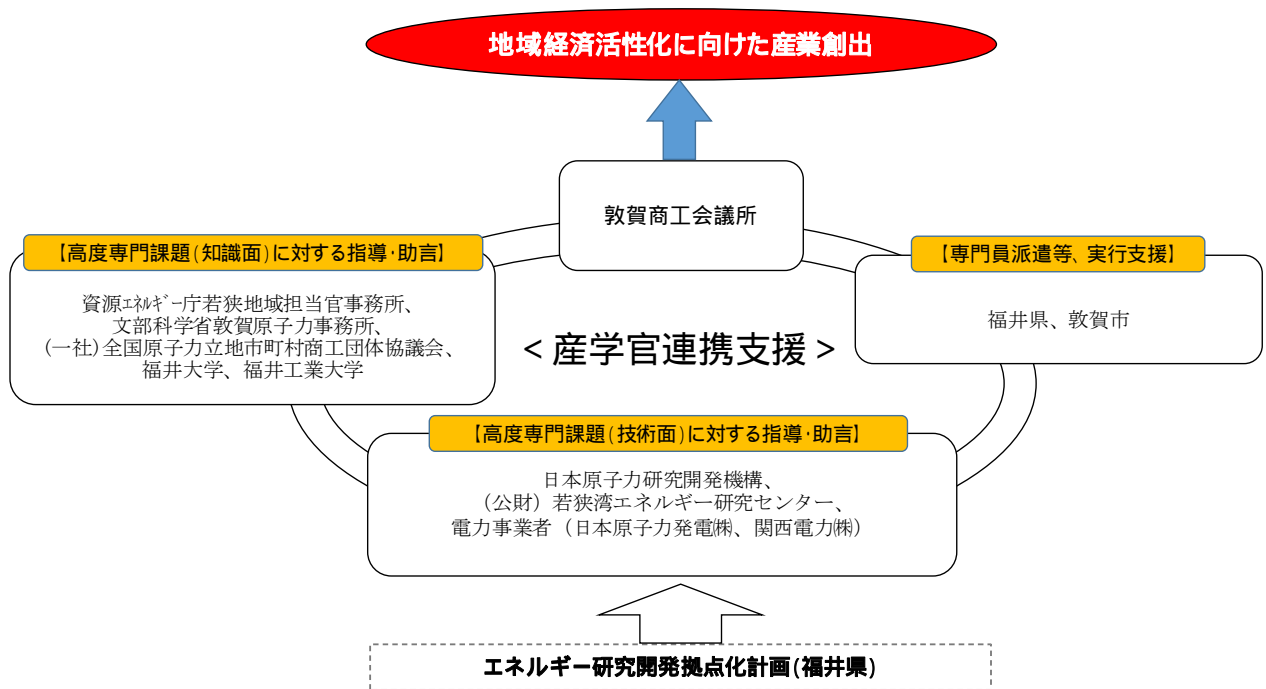 地域経済活性化に向けた産業創出
敦賀商工会議所
【高度専門課題(知識面)に対する指導・助言】
資源ｴﾈﾙｷﾞｰ庁若狭地域担当官事務所、
文部科学省敦賀原子力事務所、
(一社)全国原子力立地市町村商工団体協議会、
福井大学、福井工業大学
【専門員派遣等、実行支援】
福井県、敦賀市
＜産学官連携支援＞
【高度専門課題(技術面)に対する指導・助言】
日本原子力研究開発機構、
（公財）若狭湾エネルギー研究センター、
電力事業者（日本原子力発電㈱、関西電力㈱）
エネルギー研究開発拠点化計画(福井県)